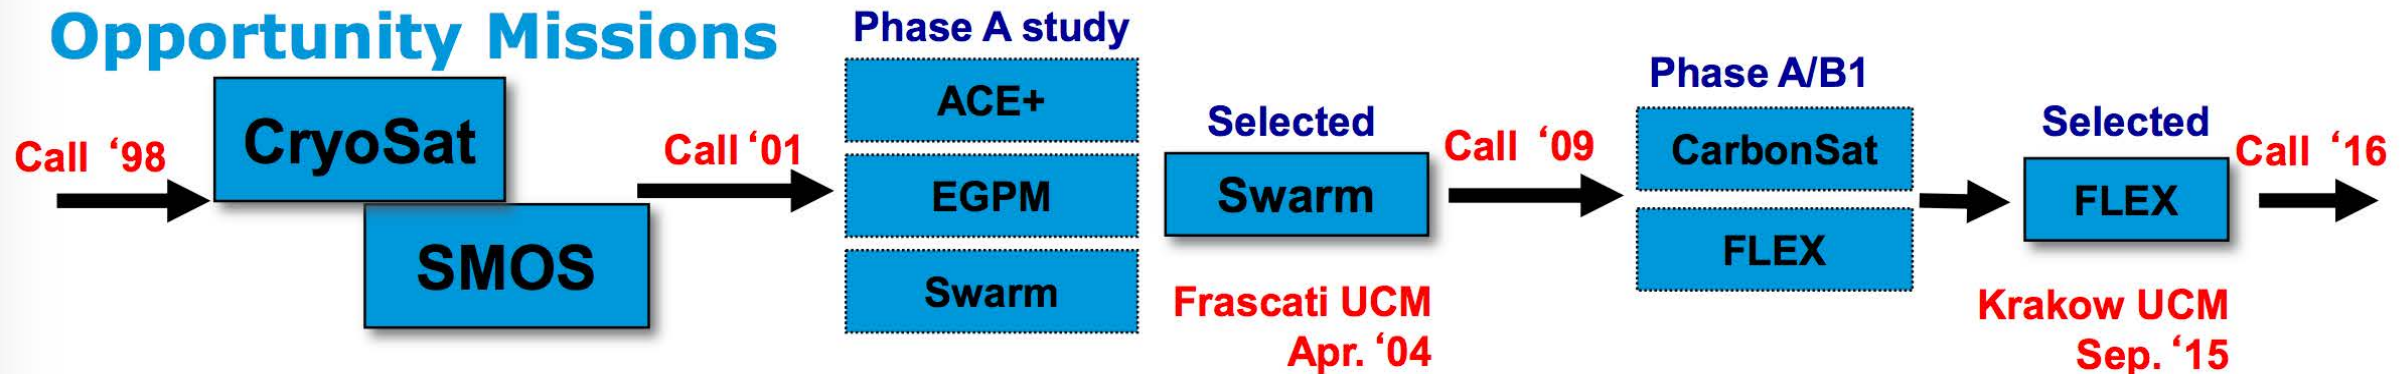 Opportunity Missions
Call ‘98
CryoSat
SMOS
Call ‘01
Phase A study
ACE+
EGPM
Swarm
Selected
Swarm
Frascati UCM
Apr. ‘04
Call ‘09
Phase A/B1
CarbonSat
FLEX
Selected
FLEX
Krakow UCM
Sep. ‘15
Call ‘16